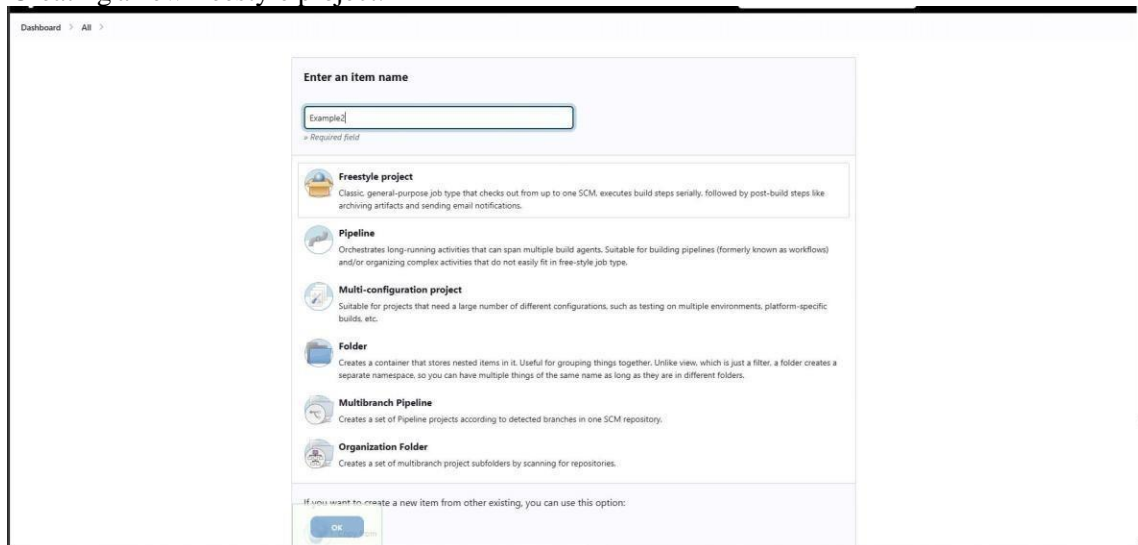 Dashboard > All >
Enter an item name
Example2
» Required field
Freestyle project
Classic, general-purpose job type that checks out from up to one SCM, executes build steps serially, followed by post-build steps like
archiving artifacts and sending email notifications.
Pipeline
Orchestrates long-running activities that can span multiple build agents. Suitable for building pipelines (formerly known as workflows)
and/or organizing complex activities that do not easily fit in free-style job type.
Multi-configuration project
Suitable for projects that need a large number of different configurations, such as testing on multiple environments, platform-specific
builds, etc.
Folder
Creates a container that stores nested items in it. Useful for grouping things together. Unlike view, which is just a filter, a folder creates a
separate namespace, so you can have multiple things of the same name as long as they are in different folders.
Multibranch Pipeline
Creates a set of Pipeline projects according to detected branches in one SCM repository.
Organization Folder
Creates a set of multibranch project subfolders by scanning for repositories.
If you want to create a new item from other existing, you can use this option:
OK